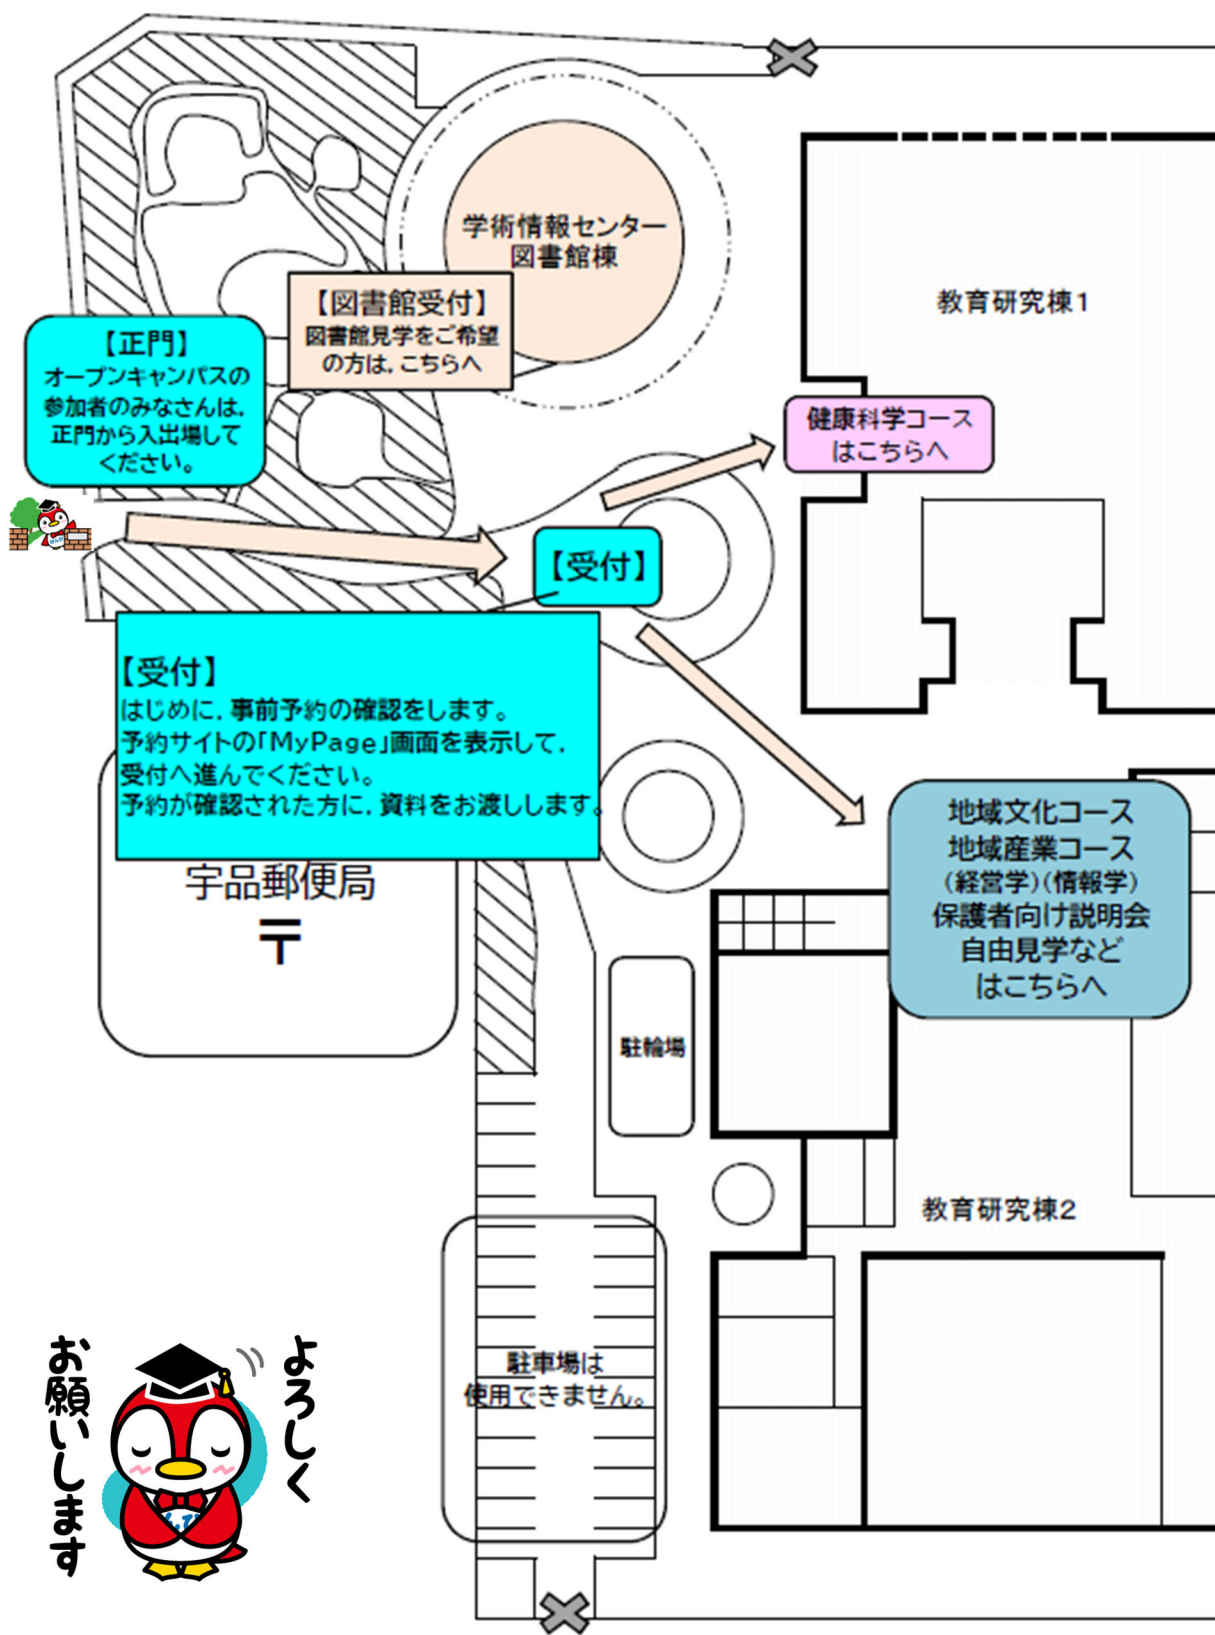 学術情報センター
図書館棟
【図書館受付】
図書館見学をご希望
の方は,こちらへ
教育研究棟1
【正門】
オープンキャンパスの
参加者のみなさんは,
正門から入出場して
ください。
健康科学コース
はこちらへ
【受付】
【受付】
はじめに,事前予約の確認をします。
予約サイトの「MyPage」画面を表示して,
受付へ進んでください。
予約が確認された方に,資料をお渡しします。
宇品郵便局
〒
地域文化コース
地域産業コース
(経営学)(情報学)
保護者向け説明会
自由見学など
はこちらへ
駐輪場
教育研究棟2
駐車場は
使用できません。
よろしく
お願いします